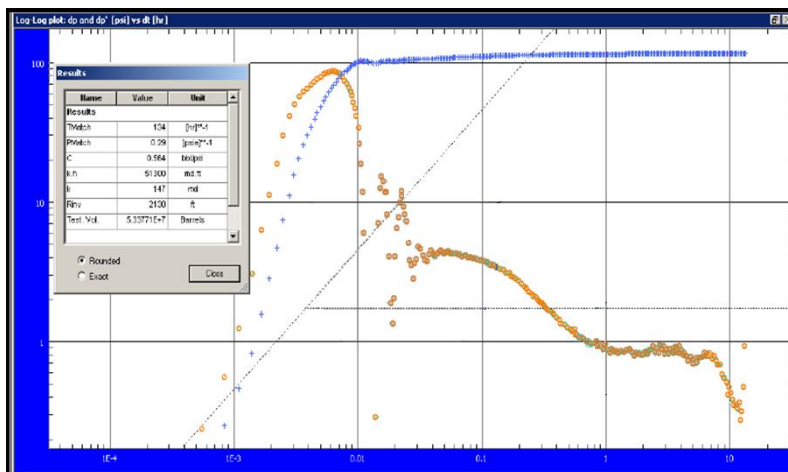 Log-Log plot: dp and dp' [psi] vs dt [hr]
Results
Name Value Unit
Results
TMatch 134 [hr]**-1
PMatch 0.29 [psia]**-1
C 0.564 bbl/psi
k.h 61300 md.ft
k 147 md
Rinv 2130 ft
Test. Vol. 5.33771E+7 Barrels
Rounded
Exact
Close
100
10
1
1E-4 1E-3 0.01 0.1 1 10